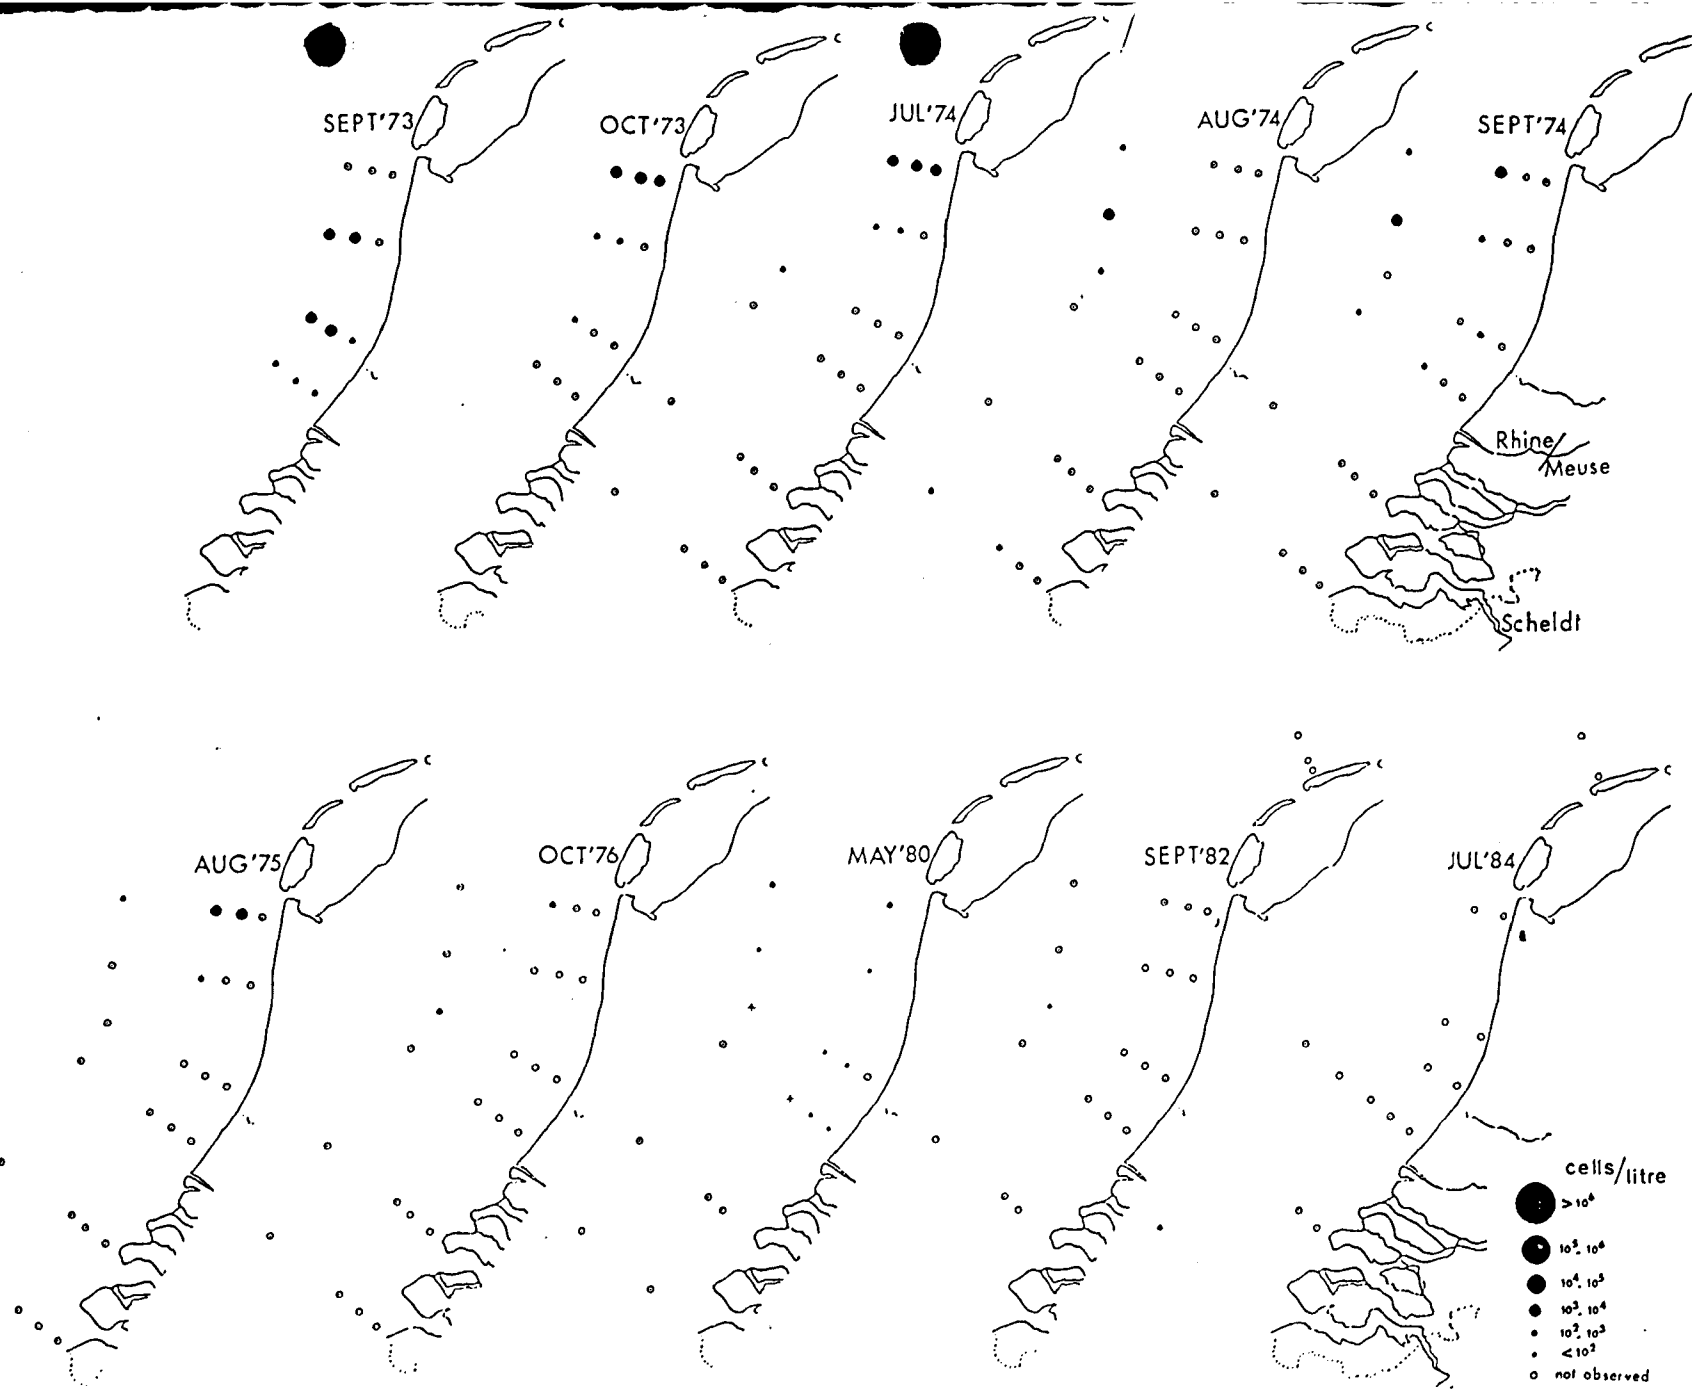 SEPT'73
OCT'73
JUL'74
AUG'74
SEPT'74
Rhine/
Meuse
Scheldt
AUG'75
OCT'76
MAY'80
SEPT'82
JUL'84
cells/litre
>10⁶
10⁵-10⁶
10⁴-10⁵
10³-10⁴
10²-10³
<10²
not observed